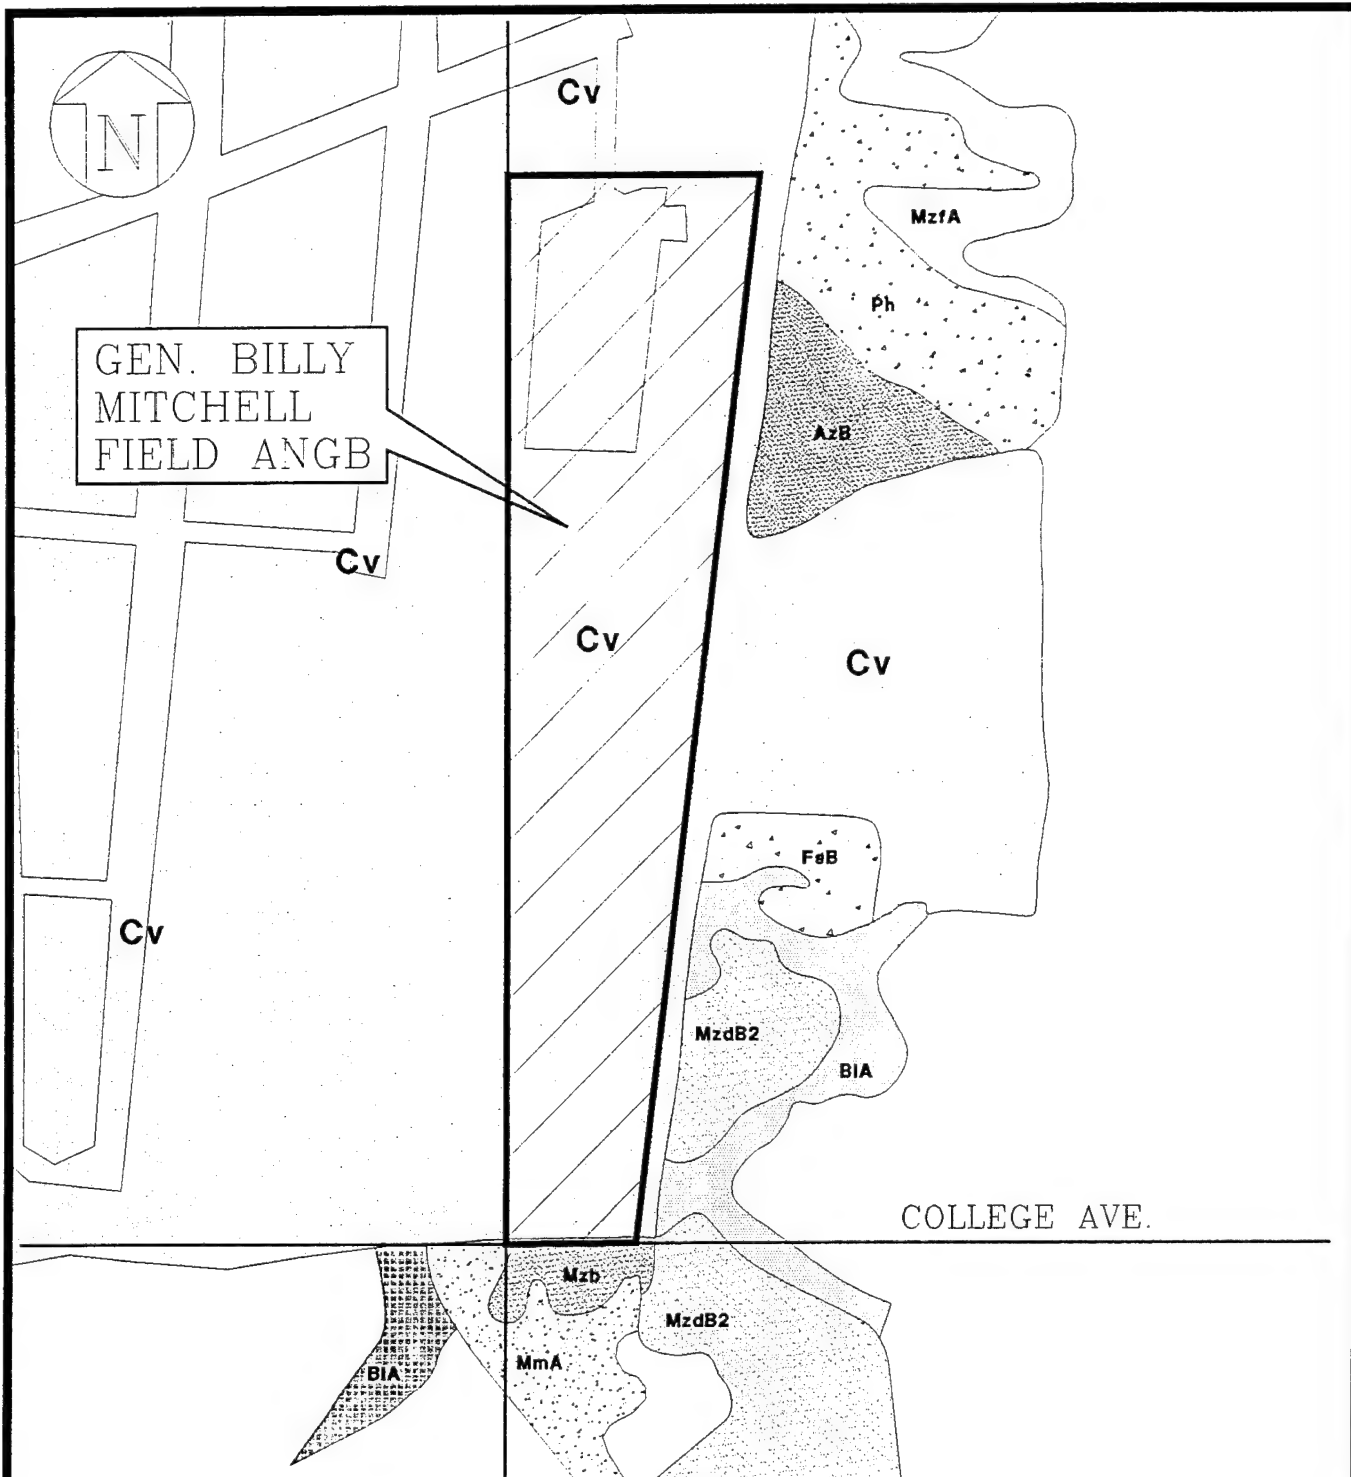 Cv
N
MzfA
Ph
GEN. BILLY
MITCHELL
FIELD ANGB
AzB
Cv
Cv
Cv
FsB
Cv
MzdB2
BlA
COLLEGE AVE.
Mzb
MzdB2
MmA
BlA